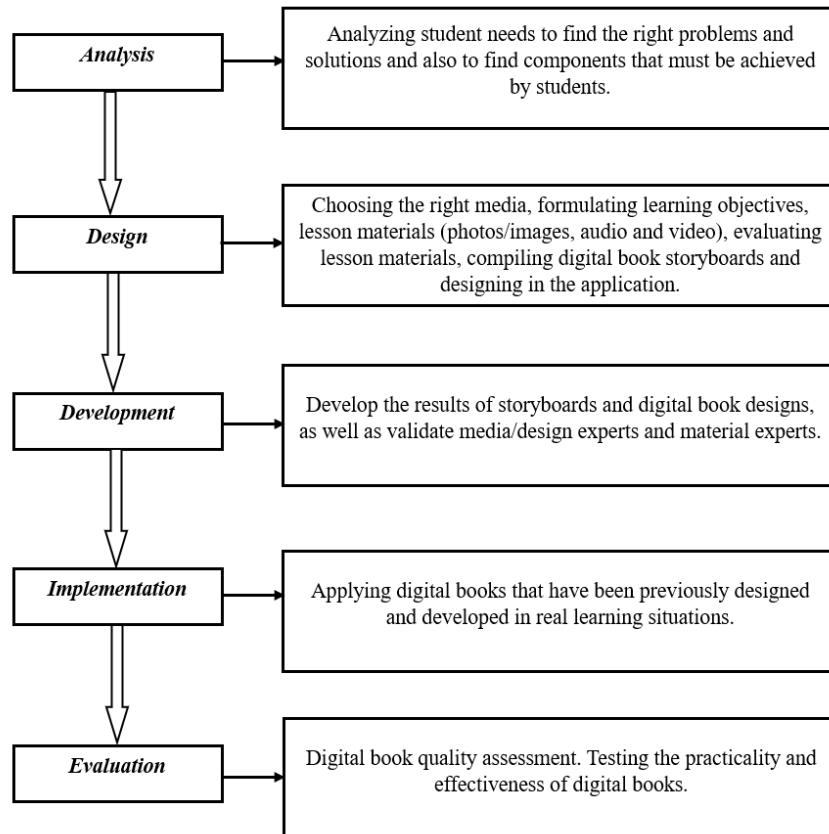 Analysis
Analyzing student needs to find the right problems and
solutions and also to find components that must be achieved
by students.
Design
Choosing the right media, formulating learning objectives,
lesson materials (photos/images, audio and video), evaluating
lesson materials, compiling digital book storyboards and
designing in the application.
Development
Develop the results of storyboards and digital book designs,
as well as validate media/design experts and material experts.
Implementation
Applying digital books that have been previously designed
and developed in real learning situations.
Evaluation
Digital book quality assessment. Testing the practicality and
effectiveness of digital books.